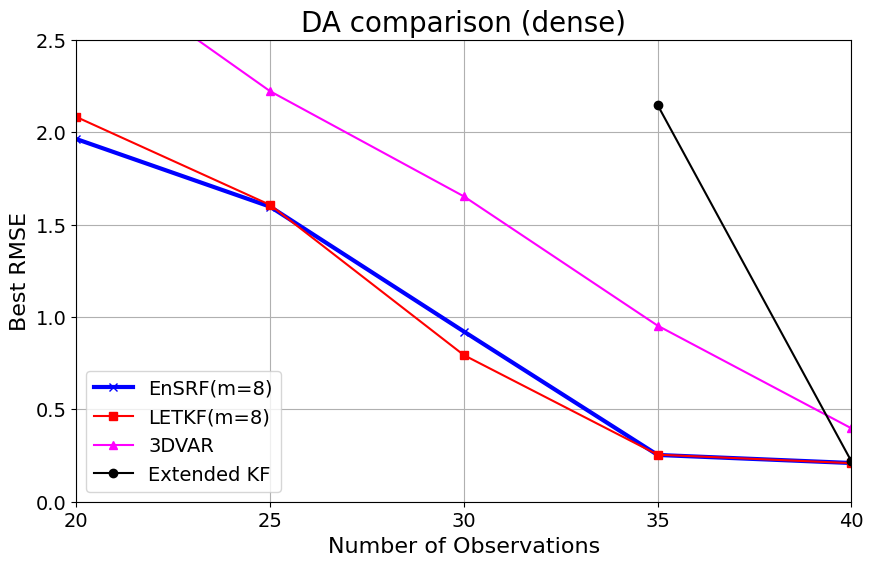 DA comparison (dense)
Best RMSE
2.5
2.0
1.5
1.0
0.5
0.0
EnSRF(m=8)
LETKF(m=8)
3DVAR
Extended KF
20 25 30 35 40
Number of Observations